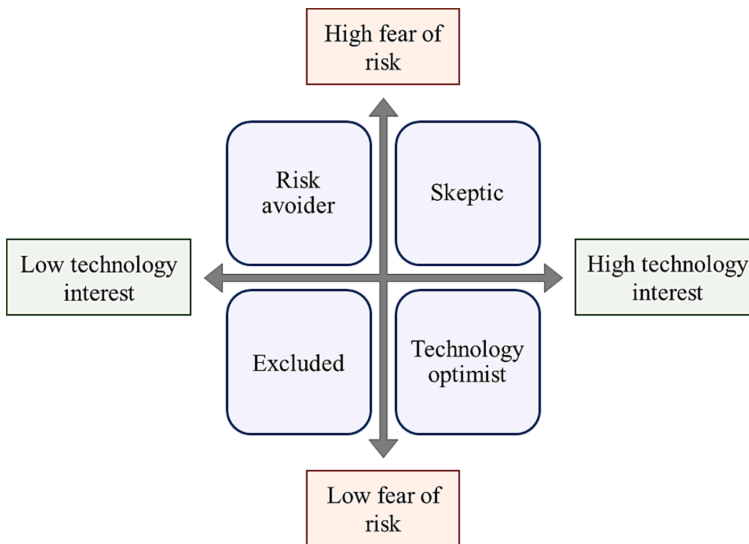 High fear of
risk
Risk
avoider
Skeptic
Low technology
interest
High technology
interest
Excluded
Technology
optimist
Low fear of
risk